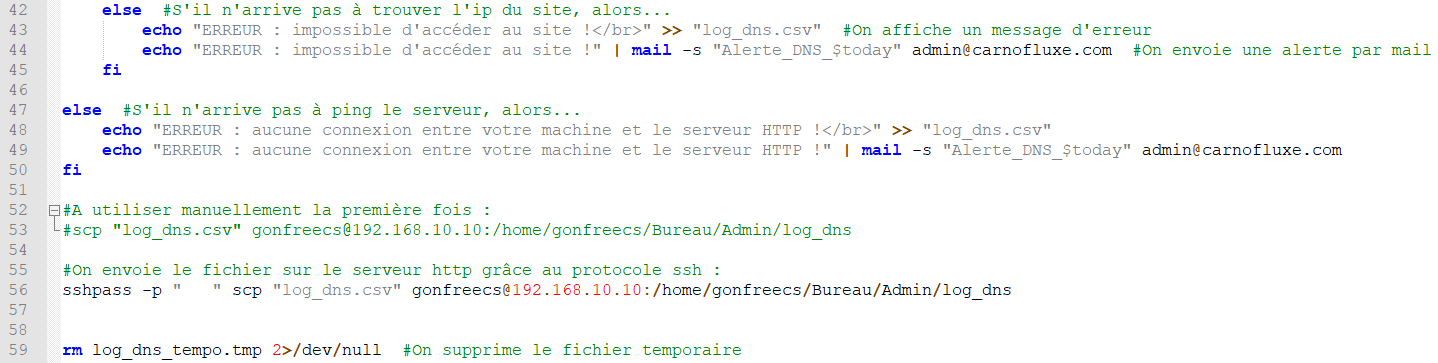 42 else #S'il n'arrive pas à trouver l'ip du site, alors...
43 echo "ERREUR : impossible d'accéder au site !</br>" >> "log_dns.csv" #On affiche un message d'erreur
44 echo "ERREUR : impossible d'accéder au site !" | mail -s "Alerte_DNS_$today" admin@carnofluxe.com #On envoie une alerte par mail
45 fi
46
47 else #S'il n'arrive pas à ping le serveur, alors...
48 echo "ERREUR : aucune connexion entre votre machine et le serveur HTTP !</br>" >> "log_dns.csv"
49 echo "ERREUR : aucune connexion entre votre machine et le serveur HTTP !" | mail -s "Alerte_DNS_$today" admin@carnofluxe.com
50 fi
51
52 #A utiliser manuellement la première fois :
53 #scp "log_dns.csv" gonfreecs@192.168.10.10:/home/gonfreecs/Bureau/Admin/log_dns
54
55 #On envoie le fichier sur le serveur http grâce au protocole ssh :
56 sshpass -p "   " scp "log_dns.csv" gonfreecs@192.168.10.10:/home/gonfreecs/Bureau/Admin/log_dns
57
58
59 rm log_dns_tempo.tmp 2>/dev/null #On supprime le fichier temporaire